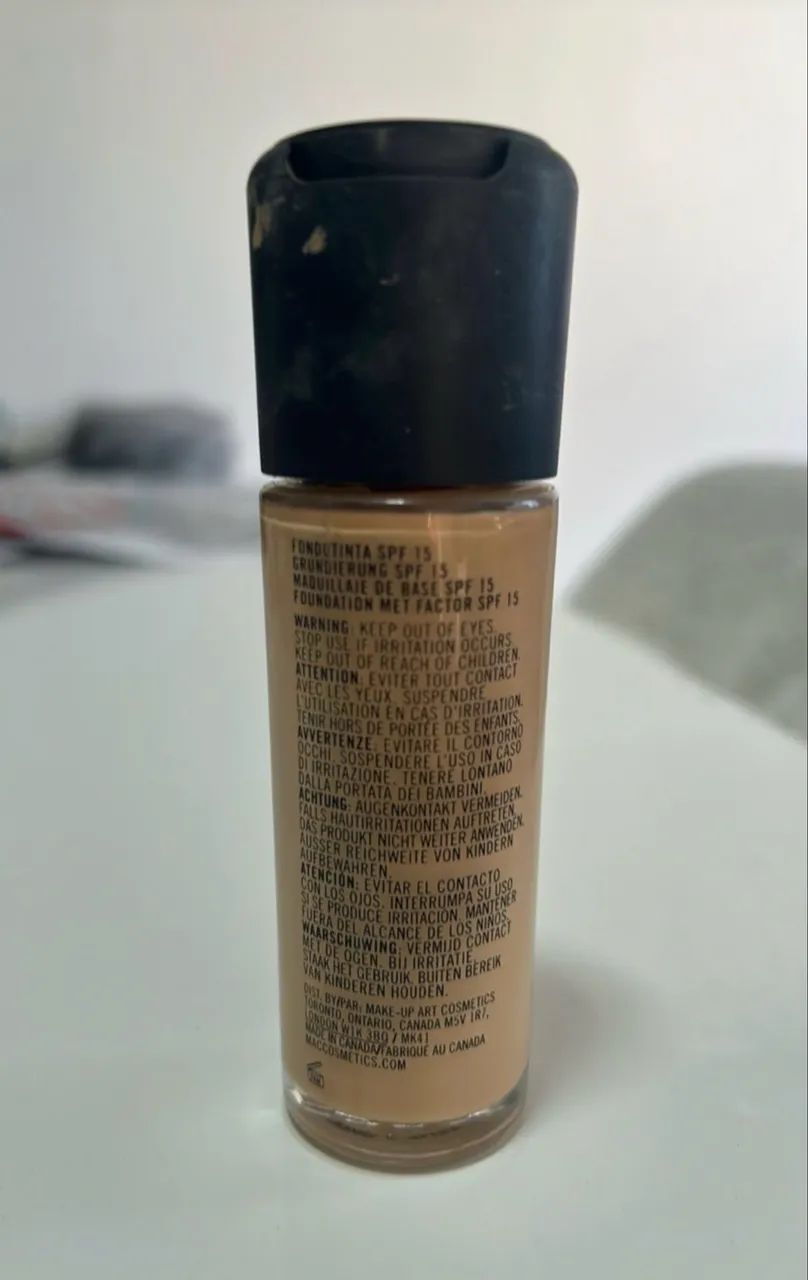 FONDUTINTA SPF 15
GRUNDIERUNG SPF 15
MAQUILLAJE DE BASE SPF 15
FOUNDATION MET FACTOR SPF 15
WARNING: KEEP OUT OF EYES.
STOP USE IF IRRITATION OCCURS.
KEEP OUT OF REACH OF CHILDREN.
ATTENTION: EVITER TOUT CONTACT
AVEC LES YEUX. SUSPENDRE
L'UTILISATION EN CAS D'IRRITATION.
TENIR HORS DE PORTÉE DES ENFANTS.
AVVERTENZE: EVITARE IL CONTORNO
OCCHI. SOSPENDERE L'USO IN CASO
DI IRRITAZIONE. TENERE LONTANO
DALLA PORTATA DEI BAMBINI.
ACHTUNG: AUGENKONTAKT VERMEIDEN.
FALLS HAUTIRRITATIONEN AUFTRETEN,
DAS PRODUKT NICHT WEITER ANWENDEN.
AUSSER REICHWEITE VON KINDERN
AUFBEWAHREN.
ATENCIÓN: EVITAR EL CONTACTO
CON LOS OJOS. INTERRUMPA SU USO
SI SE PRODUCE IRRITACIÓN. MANTENER
FUERA DEL ALCANCE DE LOS NIÑOS.
WAARSCHUWING: VERMIJD CONTACT
MET DE OGEN. BIJ IRRITATIE,
STAAK HET GEBRUIK. BUITEN BEREIK
VAN KINDEREN HOUDEN.
DIST. BY/PAR: MAKE-UP ART COSMETICS
TORONTO, ONTARIO, CANADA M5V 1R7,
LONDON W1K 3BQ / MK41
MADE IN CANADA/FABRIQUÉ AU CANADA
MACCOSMETICS.COM